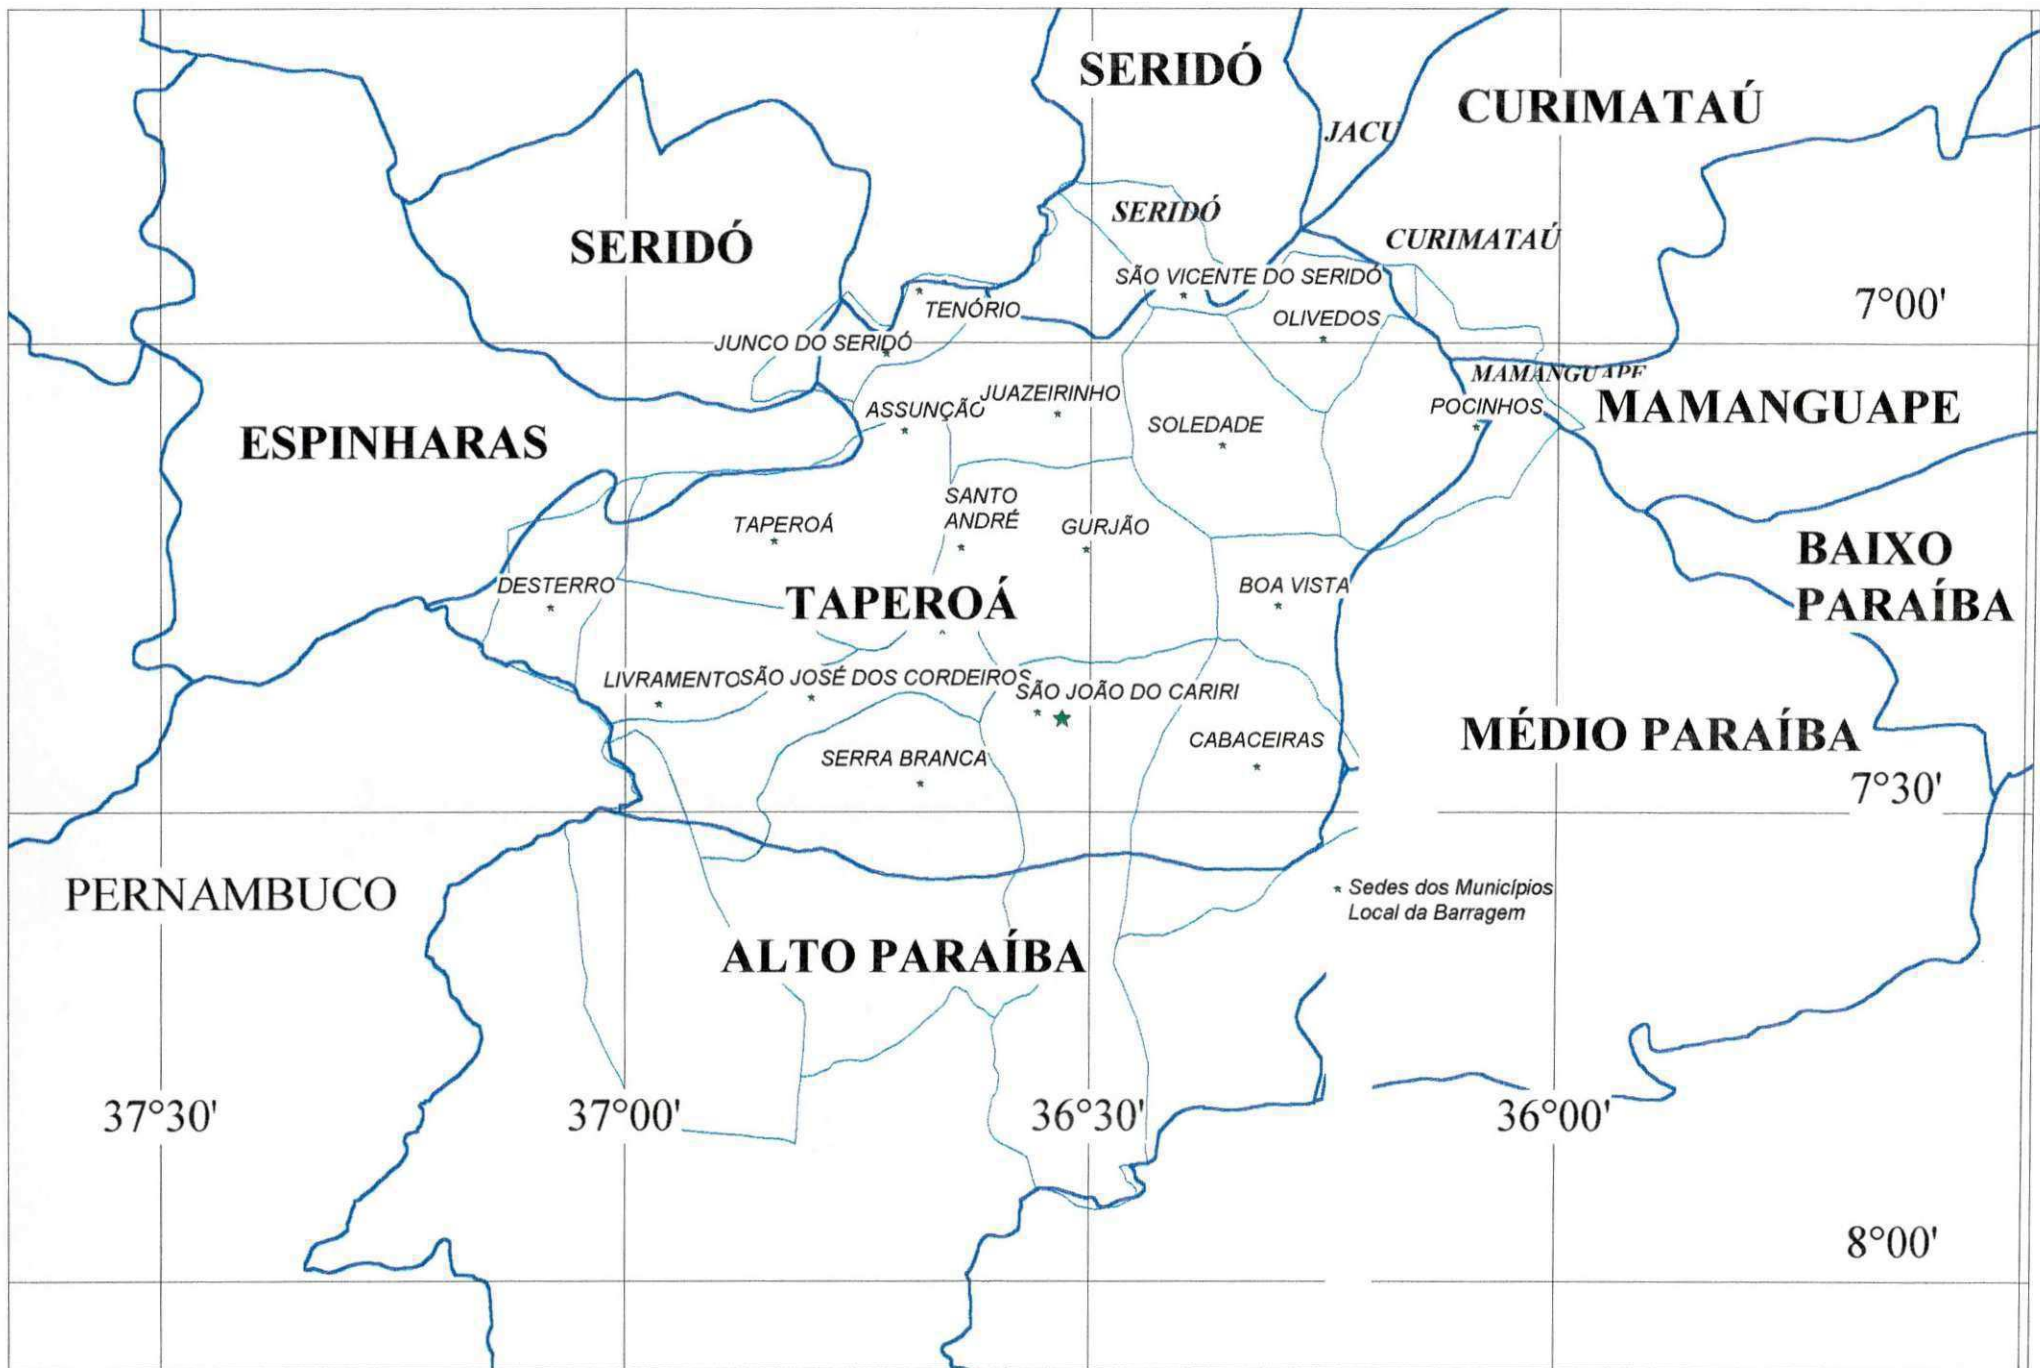 SERIDÓ
CURIMATAÚ
JACU
SERIDÓ
SERIDÓ
CURIMATAÚ
SÃO VICENTE DO SERIDÓ
7°00'
TENÓRIO
OLIVEDOS
JUNCO DO SERIDÓ
MAMANGUAPE
JUAZEIRINHO
ASSUNÇÃO
POCINHOS
MAMANGUAPE
SOLEDADE
ESPINHARAS
SANTO
ANDRÉ
TAPEROÁ
GURJÃO
BAIXO
PARAÍBA
DESTERRO
BOA VISTA
TAPEROÁ
LIVRAMENTO
SÃO JOSÉ DOS CORDEIROS
SÃO JOÃO DO CARIRI
MÉDIO PARAÍBA
CABACEIRAS
SERRA BRANCA
7°30'
PERNAMBUCO
Sedes dos Municípios
Local da Barragem
ALTO PARAÍBA
37°30'
37°00'
36°30'
36°00'
8°00'